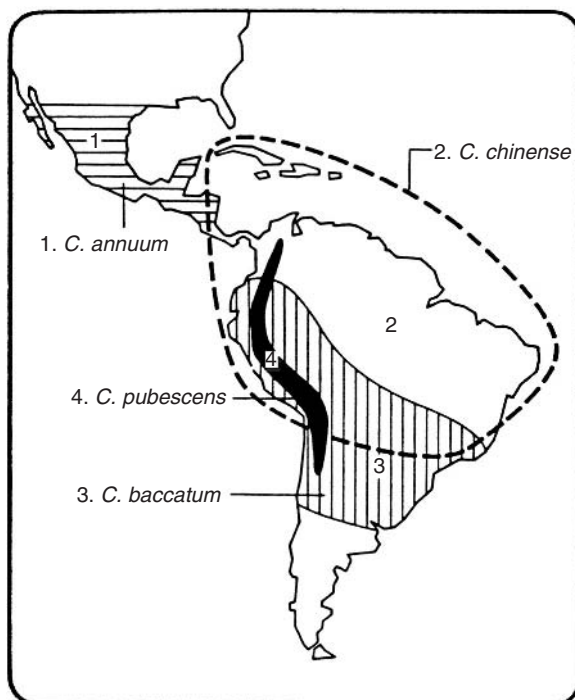 1
2. C. chinense
1. C. annuum
2
4
4. C. pubescens
3
3. C. baccatum